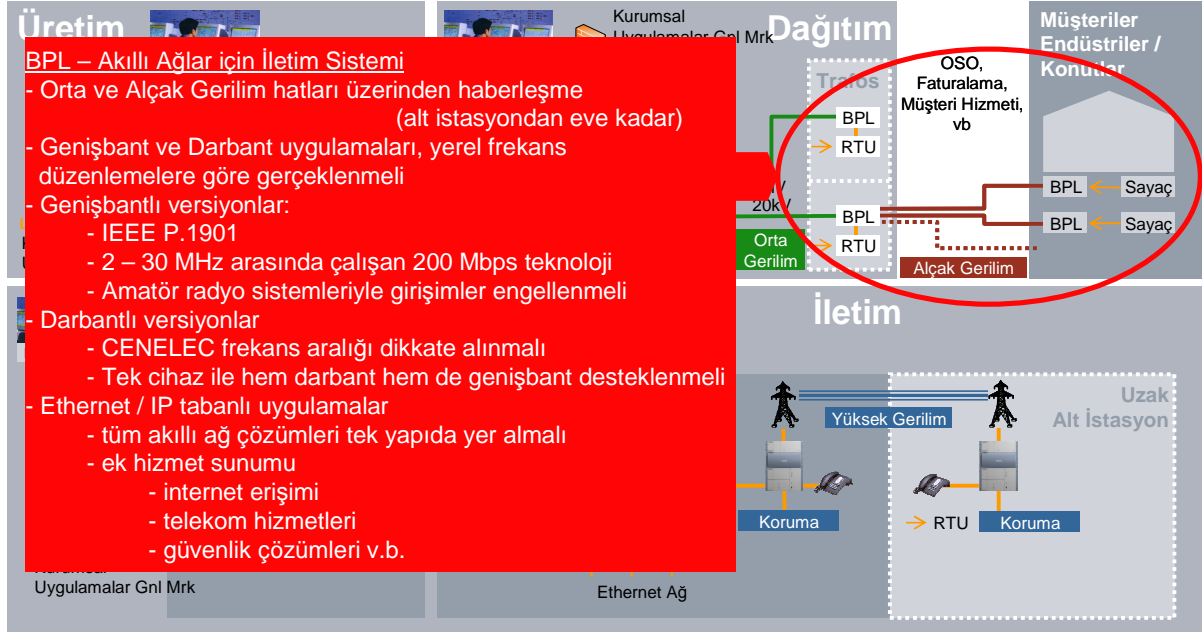 Üretim
Kurumsal
Uygulamalar Gnl Mrk
Dağıtım
Müşteriler
Endüstriler /
Konutlar
BPL – Akıllı Ağlar için İletim Sistemi
- Orta ve Alçak Gerilim hatları üzerinden haberleşme
(alt istasyondan eve kadar)
- Genişbant ve Darbant uygulamaları, yerel frekans
düzenlemelere göre gerçeklenmeli
- Genişbantlı versiyonlar:
- IEEE P.1901
- 2 – 30 MHz arasında çalışan 200 Mbps teknoloji
- Amatör radyo sistemleriyle girişimler engellenmeli
- Darbantlı versiyonlar
- CENELEC frekans aralığı dikkate alınmalı
- Tek cihaz ile hem darbant hem de genişbant desteklenmeli
- Ethernet / IP tabanlı uygulamalar
- tüm akıllı ağ çözümleri tek yapıda yer almalı
- ek hizmet sunumu
- internet erişimi
- telekom hizmetleri
- güvenlik çözümleri v.b.
Trafos
BPL
RTU
OSO,
Faturalama,
Müşteri Hizmeti,
vb
20kV
BPL
RTU
Orta
Gerilim
Alçak Gerilim
BPL
Sayaç
BPL
Sayaç
İletim
Yüksek Gerilim
Uzak
Alt İstasyon
Koruma
RTU
Koruma
Kurumsal
Uygulamalar Gnl Mrk
Ethernet Ağ